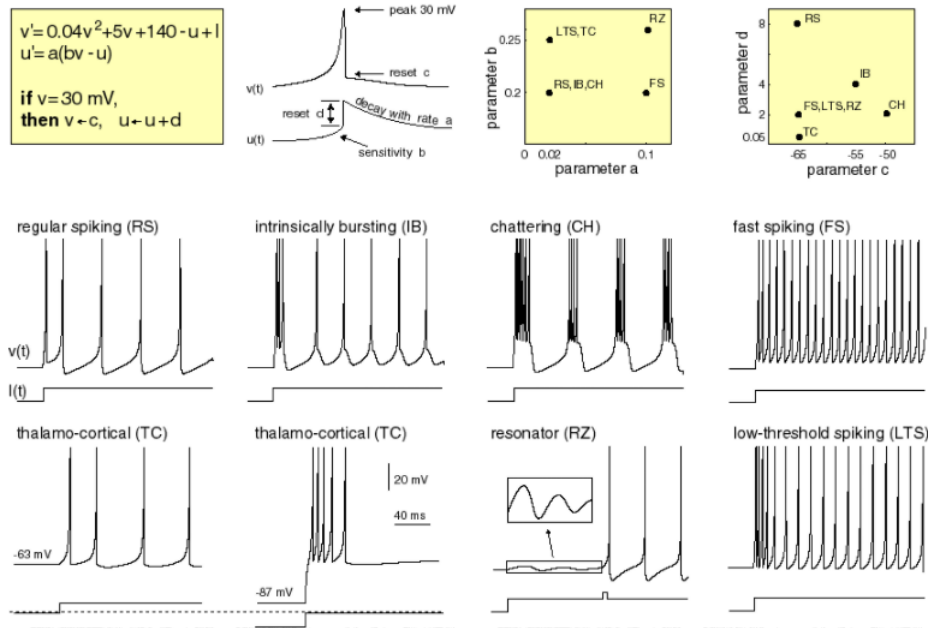 v'= 0.04v²+5v+140 - u + I
u'= a(bv - u)
if v= 30 mV,
then v←c, u←u+d
peak 30 mV
reset c
v(t)
reset d
decay with rate a
u(t)
sensitivity b
parameter b
0.25
0.2
LTS,TC
RZ
RS,IB,CH
FS
0
0.02
0.1
parameter a
parameter d
8
4
2
0.05
RS
IB
FS,LTS,RZ
CH
TC
-65
-55
-50
parameter c
regular spiking (RS)
intrinsically bursting (IB)
chattering (CH)
fast spiking (FS)
v(t)
I(t)
thalamo-cortical (TC)
thalamo-cortical (TC)
resonator (RZ)
low-threshold spiking (LTS)
20 mV
40 ms
-63 mV
-87 mV